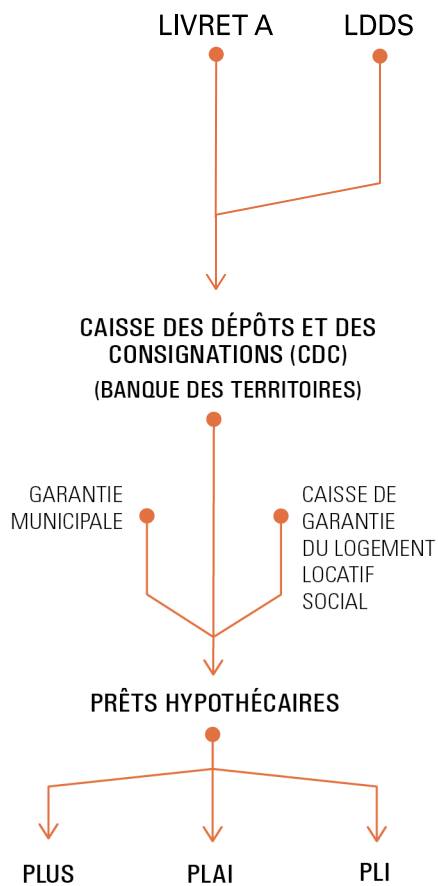 LIVRET A
LDDS
CAISSE DES DÉPÔTS ET DES
CONSIGNATIONS (CDC)
(BANQUE DES TERRITOIRES)
GARANTIE
MUNICIPALE
CAISSE DE
GARANTIE
DU LOGEMENT
LOCATIF
SOCIAL
PRÊTS HYPOTHÉCAIRES
PLUS
PLAI
PLI